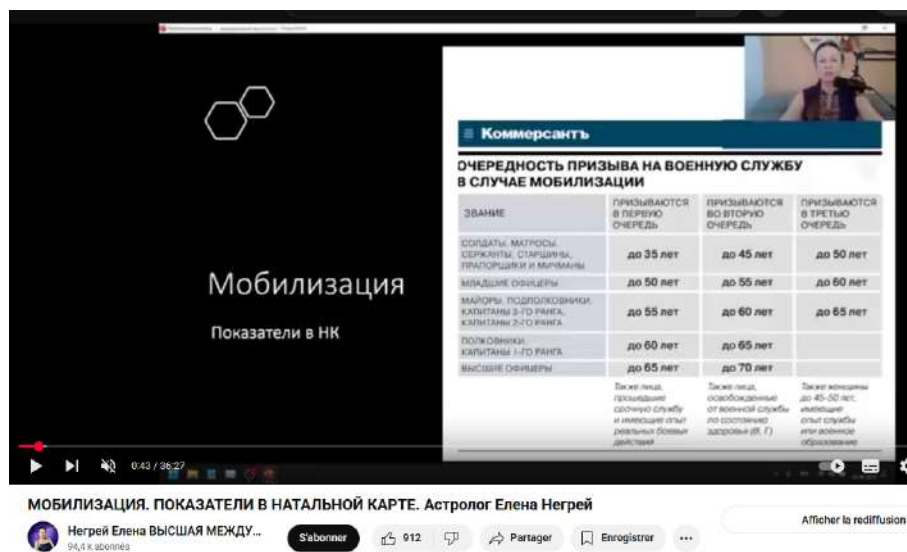 Мобилизация
Показатели в НК
Коммерсантъ
ОЧЕРЕДНОСТЬ ПРИЗЫВА НА ВОЕННУЮ СЛУЖБУ
В СЛУЧАЕ МОБИЛИЗАЦИИ
ЗВАНИЕ
ПРИЗЫВАЮТСЯ
В ПЕРВУЮ
ОЧЕРЕДЬ
ПРИЗЫВАЮТСЯ
ВО ВТОРУЮ
ОЧЕРЕДЬ
ПРИЗЫВАЮТСЯ
В ТРЕТЬЮ
ОЧЕРЕДЬ
СОЛДАТЫ, МАТРОСЫ,
СЕРЖАНТЫ, СТАРШИНЫ,
ПРАПОРЩИКИ И МИЧМАНЫ
до 35 лет
до 45 лет
до 50 лет
МЛАДШИЕ ОФИЦЕРЫ
до 50 лет
до 55 лет
до 60 лет
МАЙОРЫ, ПОДПОЛКОВНИКИ,
КАПИТАНЫ 3-ГО РАНГА,
КАПИТАНЫ 2-ГО РАНГА
до 55 лет
до 60 лет
до 65 лет
ПОЛКОВНИКИ,
КАПИТАНЫ 1-ГО РАНГА
до 60 лет
до 65 лет
ВЫСШИЕ ОФИЦЕРЫ
до 65 лет
до 70 лет
Также лица,
прошедшие
срочную службу
и имеющие опыт
реальных боевых
действий
Также лица,
освобожденные
от военной службы
по состоянию
здоровья (В, Г)
Также женщины
до 45-50 лет,
имеющие
опыт службы
или военное
образование
0:43 / 36:27
МОБИЛИЗАЦИЯ. ПОКАЗАТЕЛИ В НАТАЛЬНОЙ КАРТЕ. Астролог Елена Негрей
Негрей Елена ВЫСШАЯ МЕЖДУ...
94,4 k abonnés
S'abonner
912
Partager
Enregistrer
Afficher la rediffusion